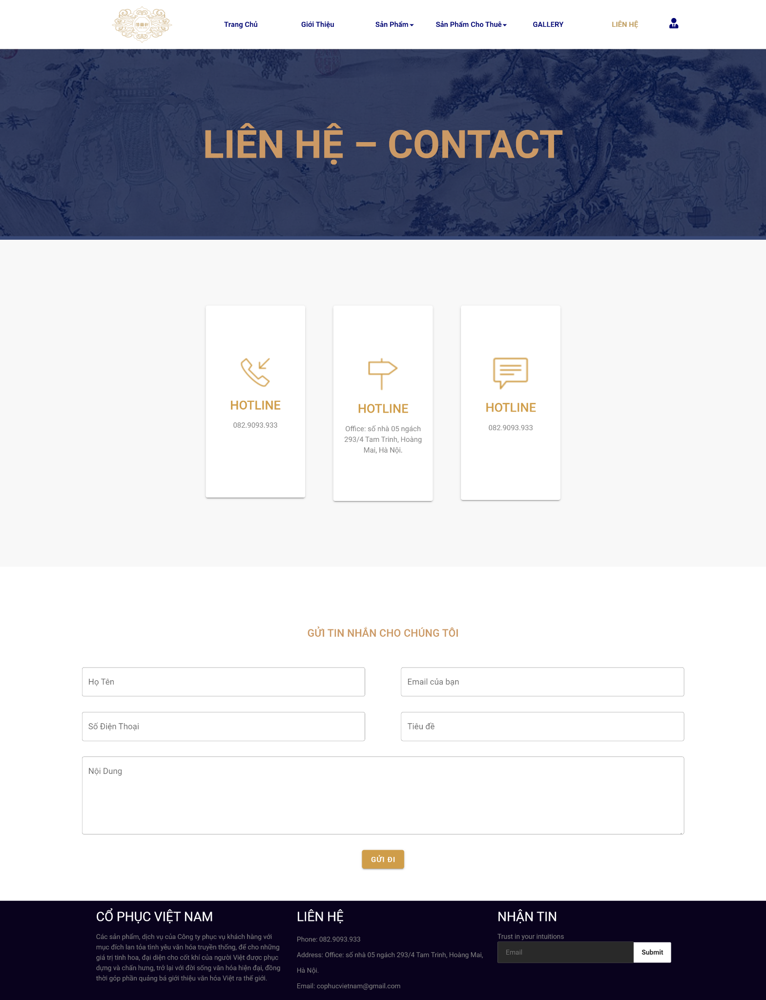 Trang Chủ
Giới Thiệu
Sản Phẩm
Sản Phẩm Cho Thuê
GALLERY
LIÊN HỆ
LIÊN HỆ – CONTACT
HOTLINE
082.9093.933
HOTLINE
Office: số nhà 05 ngách
293/4 Tam Trinh, Hoàng
Mai, Hà Nội.
HOTLINE
082.9093.933
GỬI TIN NHẮN CHO CHÚNG TÔI
Họ Tên
Email của bạn
Số Điện Thoại
Tiêu đề
Nội Dung
GỬI ĐI
CỔ PHỤC VIỆT NAM
Các sản phẩm, dịch vụ của Công ty phục vụ khách hàng với
mục đích lan tỏa tình yêu văn hóa truyền thống, để cho những
giá trị tinh hoa, đại diện cho cốt khí của người Việt được phục
dựng và chấn hưng, trở lại với đời sống văn hóa hiện đại, đồng
thời góp phần quảng bá giới thiệu văn hóa Việt ra thế giới.
LIÊN HỆ
Phone: 082.9093.933
Address: Office: số nhà 05 ngách 293/4 Tam Trinh, Hoàng Mai,
Hà Nội.
Email: cophucvietnam@gmail.com
NHẬN TIN
Trust in your intuitions
Email
Submit